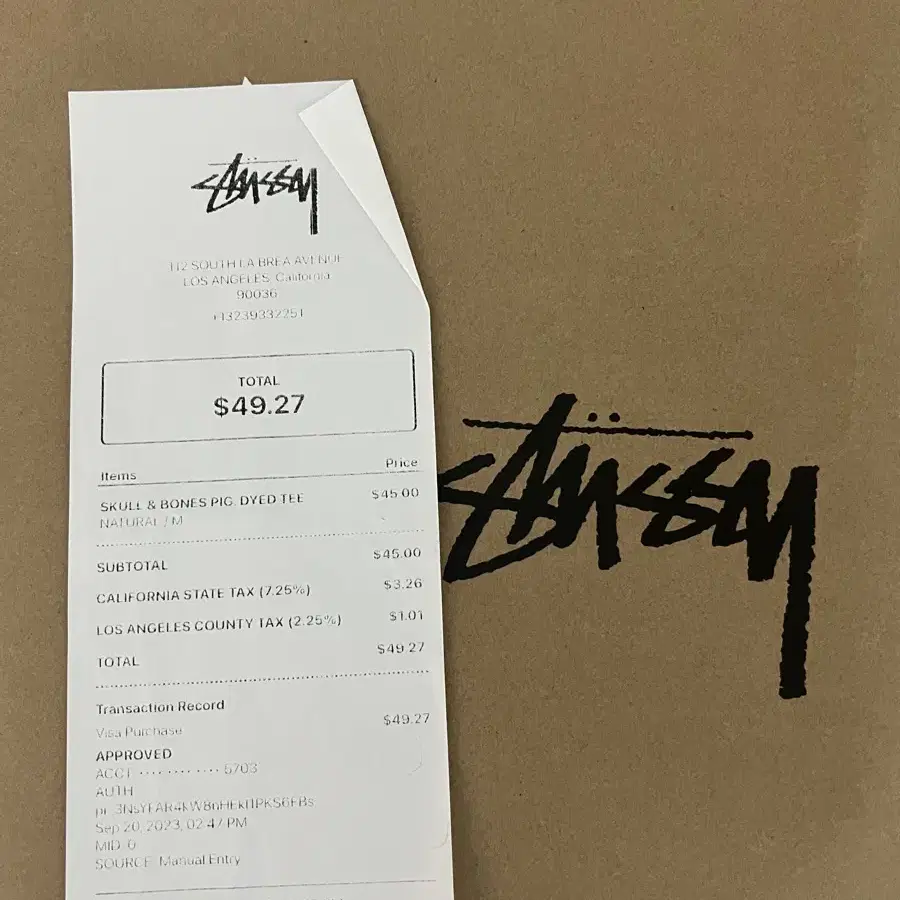 Stüssy
112 SOUTH LA BREA AVENUE
LOS ANGELES, California
90036
+13239332251
TOTAL
$49.27
Items Price
SKULL & BONES PIG. DYED TEE $45.00
NATURAL / M
SUBTOTAL $45.00
CALIFORNIA STATE TAX (7.25%) $3.26
LOS ANGELES COUNTY TAX (2.25%) $1.01
TOTAL $49.27
Transaction Record
Visa Purchase $49.27
APPROVED
ACCT ············ 5703
AUTH
Sep 20, 2023, 02:47 PM
MID: 0
SOURCE: Manual Entry
Stüssy